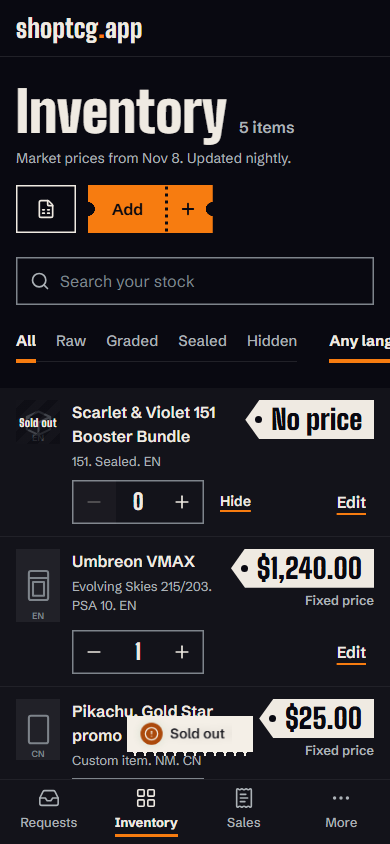 shoptcg.app
Inventory 5 items
Market prices from Nov 8. Updated nightly.
Add +
Search your stock
All Raw Graded Sealed Hidden Any lang
Sold out
EN
Scarlet & Violet 151
Booster Bundle
No price
151. Sealed. EN
− 0 +
Hide
Edit
EN
Umbreon VMAX
$1,240.00
Evolving Skies 215/203.
PSA 10. EN
Fixed price
− 1 +
Edit
CN
Pikachu, Gold Star
promo
$25.00
Sold out
Custom item. NM. CN
Fixed price
Requests Inventory Sales More